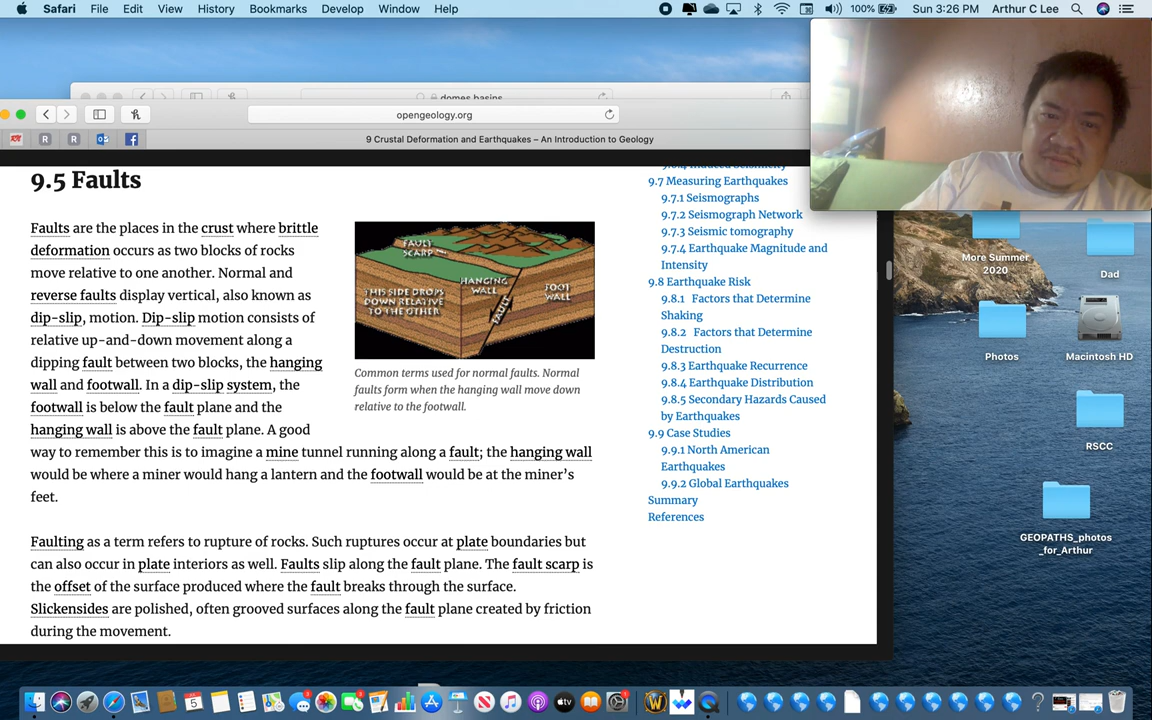 Safari File Edit View History Bookmarks Develop Window Help 100% Sun 3:26 PM Arthur C Lee
domes basins
opengeology.org
9 Crustal Deformation and Earthquakes – An Introduction to Geology
9.5 Faults
Faults are the places in the crust where brittle
deformation occurs as two blocks of rocks
move relative to one another. Normal and
reverse faults display vertical, also known as
dip-slip, motion. Dip-slip motion consists of
relative up-and-down movement along a
dipping fault between two blocks, the hanging
wall and footwall. In a dip-slip system, the
footwall is below the fault plane and the
hanging wall is above the fault plane. A good
way to remember this is to imagine a mine tunnel running along a fault; the hanging wall
would be where a miner would hang a lantern and the footwall would be at the miner's
feet.
Faulting as a term refers to rupture of rocks. Such ruptures occur at plate boundaries but
can also occur in plate interiors as well. Faults slip along the fault plane. The fault scarp is
the offset of the surface produced where the fault breaks through the surface.
Slickensides are polished, often grooved surfaces along the fault plane created by friction
during the movement.
FAULT
SCARP
THIS SIDE DROPS
DOWN RELATIVE
TO THE OTHER
HANGING
WALL
FAULT
FOOT
WALL
Common terms used for normal faults. Normal
faults form when the hanging wall move down
relative to the footwall.
9.7 Measuring Earthquakes
9.7.1 Seismographs
9.7.2 Seismograph Network
9.7.3 Seismic tomography
9.7.4 Earthquake Magnitude and
Intensity
9.8 Earthquake Risk
9.8.1 Factors that Determine
Shaking
9.8.2 Factors that Determine
Destruction
9.8.3 Earthquake Recurrence
9.8.4 Earthquake Distribution
9.8.5 Secondary Hazards Caused
by Earthquakes
9.9 Case Studies
9.9.1 North American
Earthquakes
9.9.2 Global Earthquakes
Summary
References
More Summer
2020
Dad
Photos
Macintosh HD
RSCC
GEOPATHS_photos
_for_Arthur